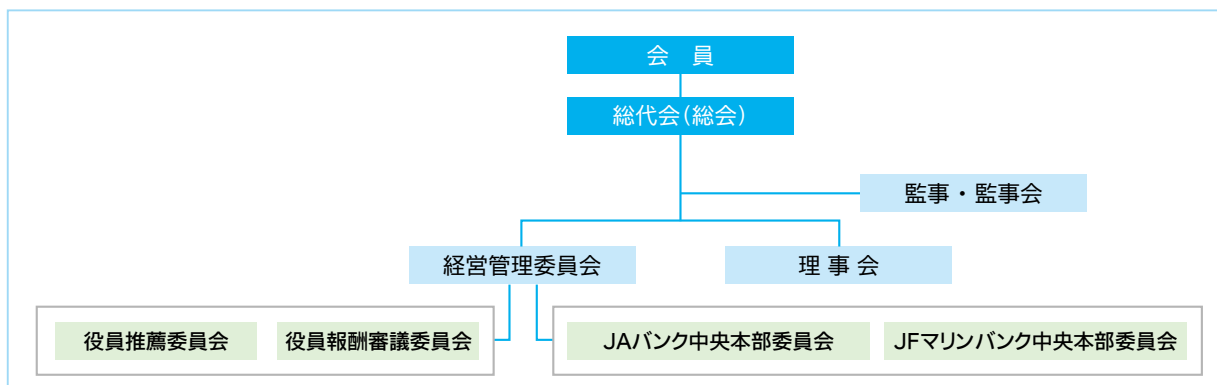 会　員
総代会(総会)
監事・監事会
経営管理委員会
理 事 会
役員推薦委員会
役員報酬審議委員会
JAバンク中央本部委員会
JFマリンバンク中央本部委員会